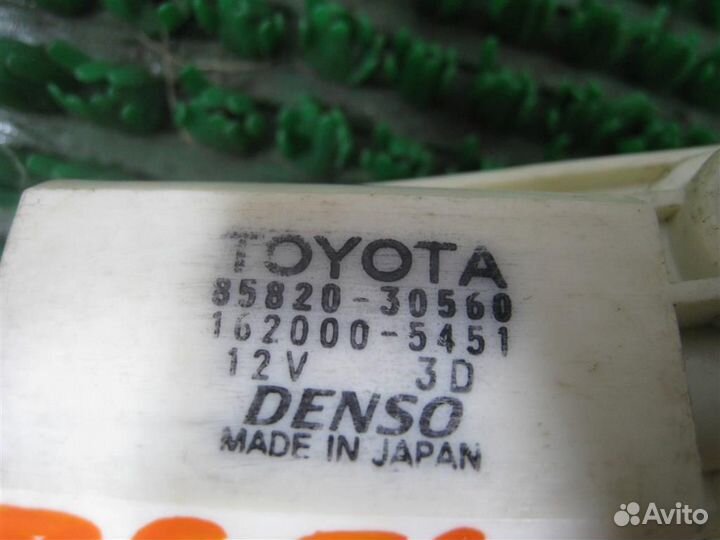 TOYOTA
85820-30560
162000-5451
12V 3D
DENSO
MADE IN JAPAN
Avito